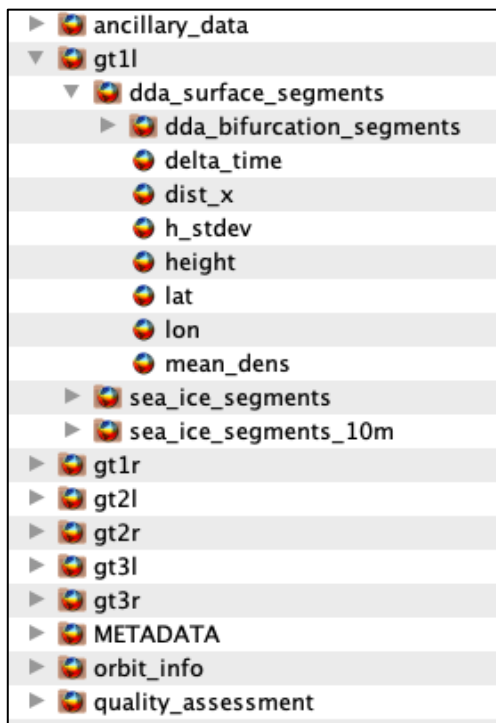 ancillary_data
gt1l
dda_surface_segments
dda_bifurcation_segments
delta_time
dist_x
h_stdev
height
lat
lon
mean_dens
sea_ice_segments
sea_ice_segments_10m
gt1r
gt2l
gt2r
gt3l
gt3r
METADATA
orbit_info
quality_assessment